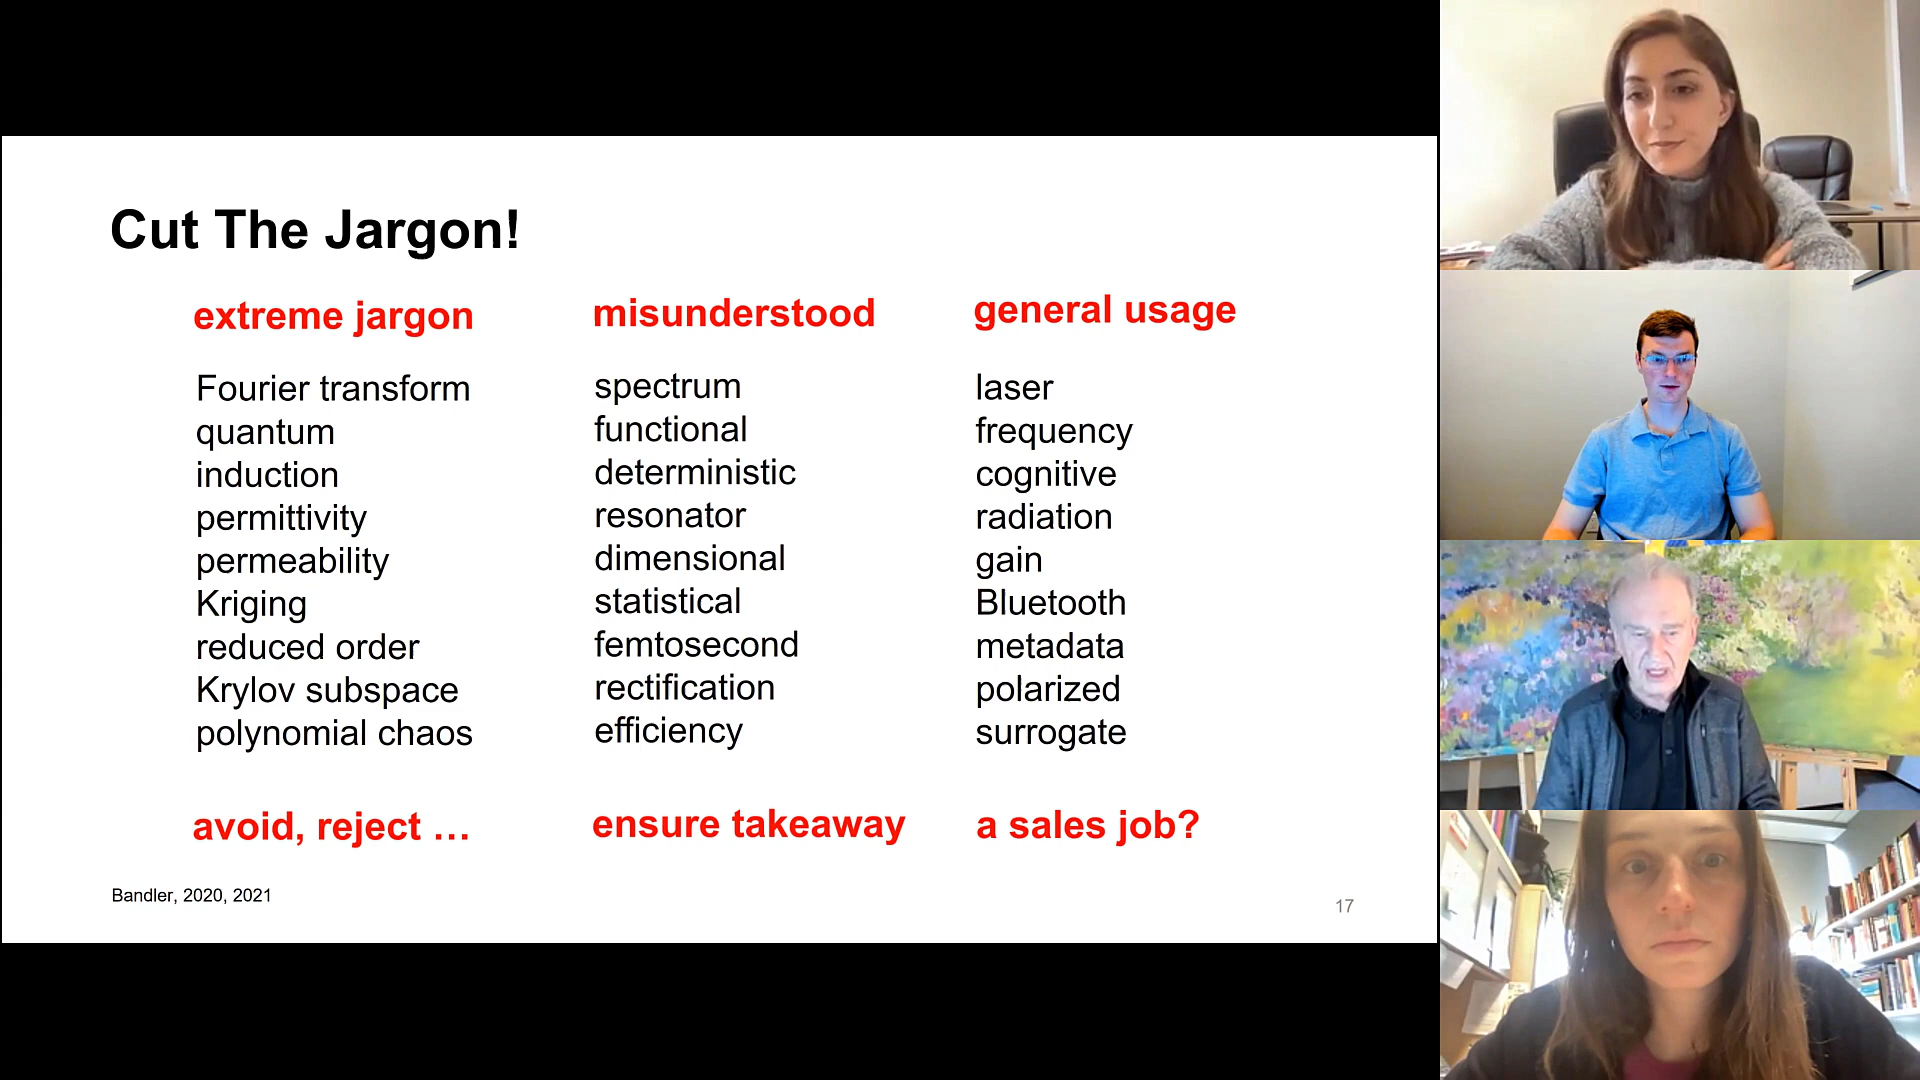 Cut The Jargon!
extreme jargon
Fourier transform
quantum
induction
permittivity
permeability
Kriging
reduced order
Krylov subspace
polynomial chaos
avoid, reject …
misunderstood
spectrum
functional
deterministic
resonator
dimensional
statistical
femtosecond
rectification
efficiency
ensure takeaway
general usage
laser
frequency
cognitive
radiation
gain
Bluetooth
metadata
polarized
surrogate
a sales job?
Bandler, 2020, 2021
17